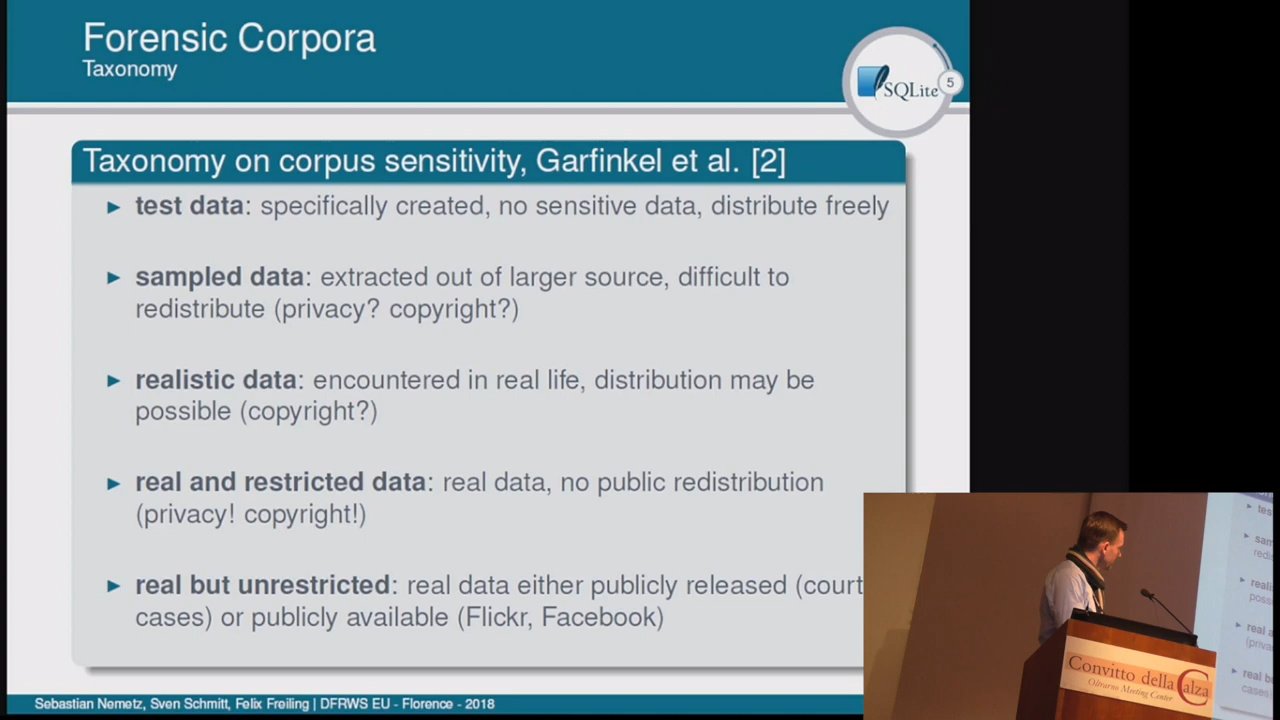 Forensic Corpora
Taxonomy
SQLite
5
Taxonomy on corpus sensitivity, Garfinkel et al. [2]
► test data: specifically created, no sensitive data, distribute freely
► sampled data: extracted out of larger source, difficult to
redistribute (privacy? copyright?)
► realistic data: encountered in real life, distribution may be
possible (copyright?)
► real and restricted data: real data, no public redistribution
(privacy! copyright!)
► real but unrestricted: real data either publicly released (court
cases) or publicly available (Flickr, Facebook)
Sebastian Nemetz, Sven Schmitt, Felix Freiling | DFRWS EU - Florence - 2018
Convitto della Calza
Oltrarno Meeting Center